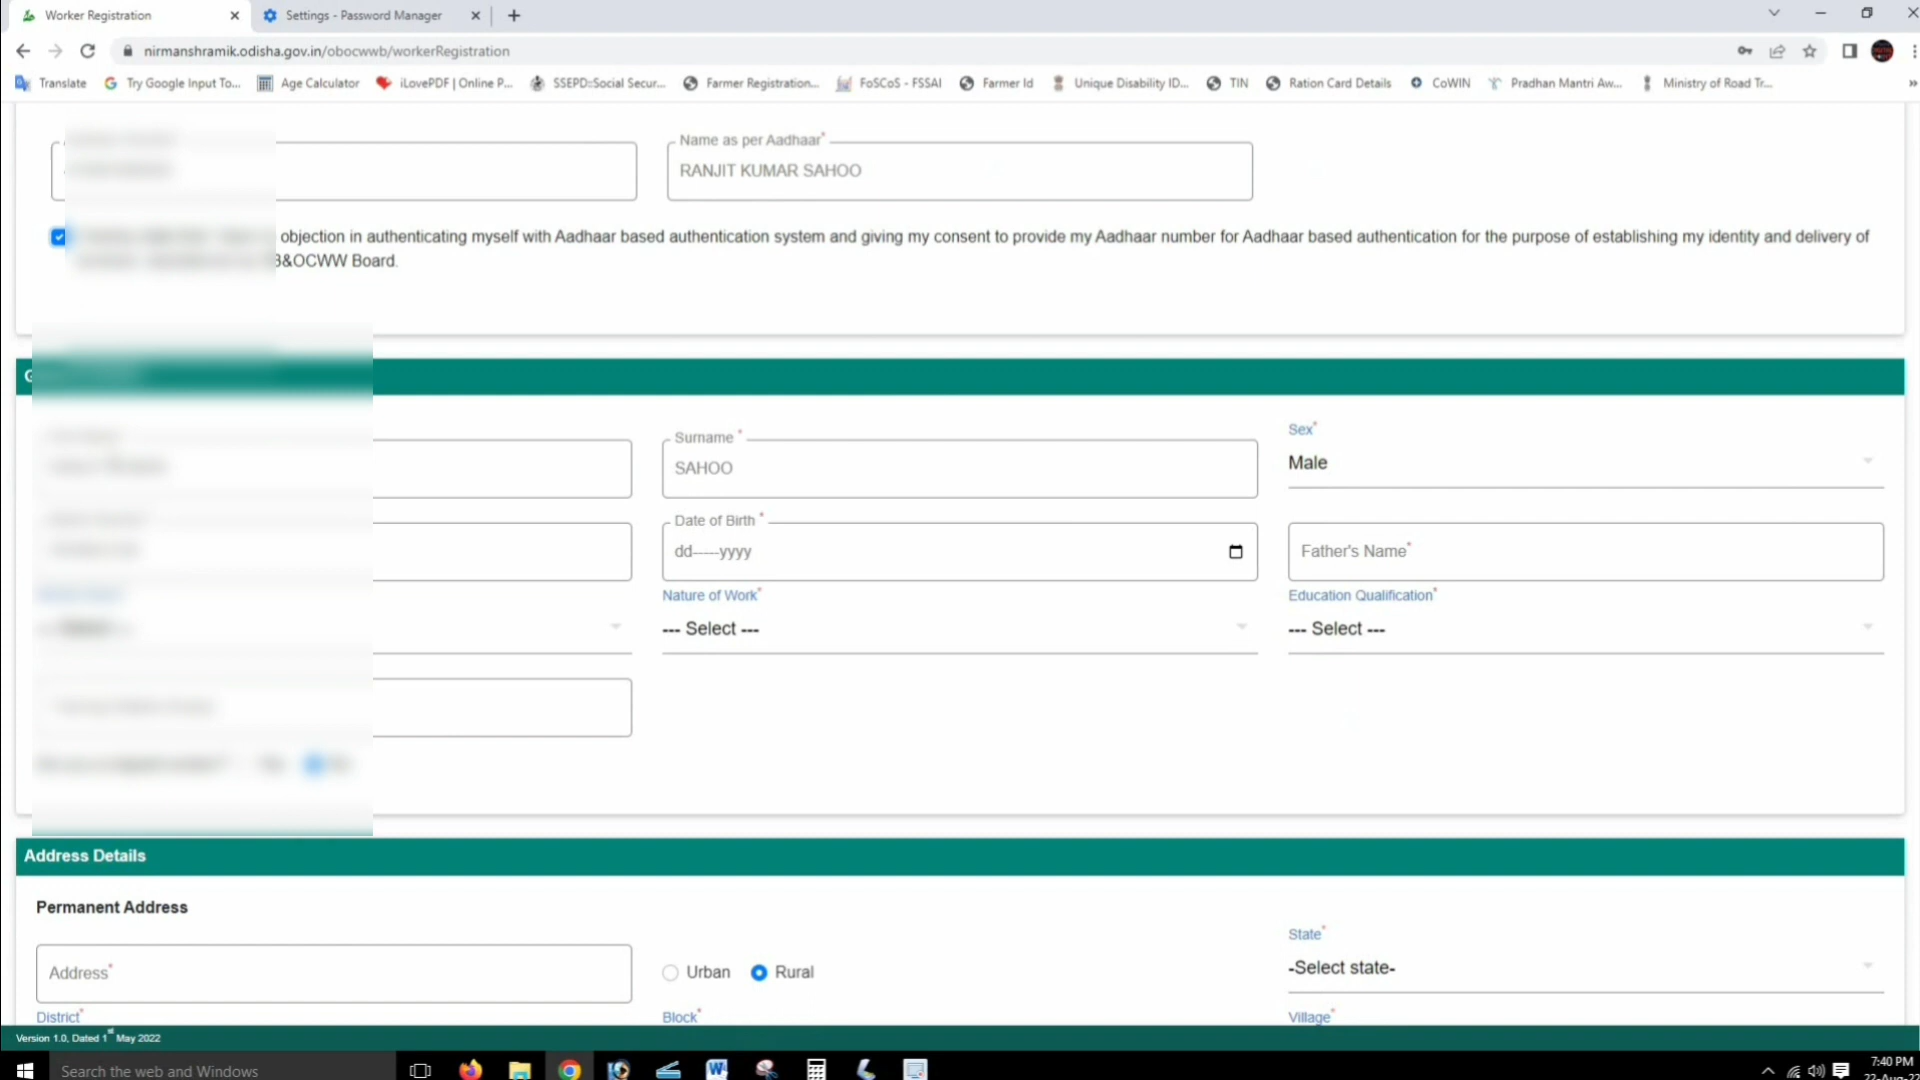 Worker Registration
Settings - Password Manager
nirmanshramik.odisha.gov.in/obocwwb/workerRegistration
Translate
Try Google Input To...
Age Calculator
iLovePDF | Online P...
SSEPD::Social Secur...
Farmer Registration...
FoSCoS - FSSAI
Farmer Id
Unique Disability ID...
TIN
Ration Card Details
CoWIN
Pradhan Mantri Aw...
Ministry of Road Tr...
»
Name as per Aadhaar*
RANJIT KUMAR SAHOO
objection in authenticating myself with Aadhaar based authentication system and giving my consent to provide my Aadhaar number for Aadhaar based authentication for the purpose of establishing my identity and delivery of
&OCWW Board.
Surname *
SAHOO
Sex*
Male
Date of Birth *
dd-----yyyy
Father's Name*
Nature of Work*
--- Select ---
Education Qualification*
--- Select ---
Address Details
Permanent Address
Address*
Urban
Rural
State*
-Select state-
District*
Block*
Village*
Version 1.0, Dated 1st May 2022
Search the web and Windows
7:40 PM
22-Aug-22